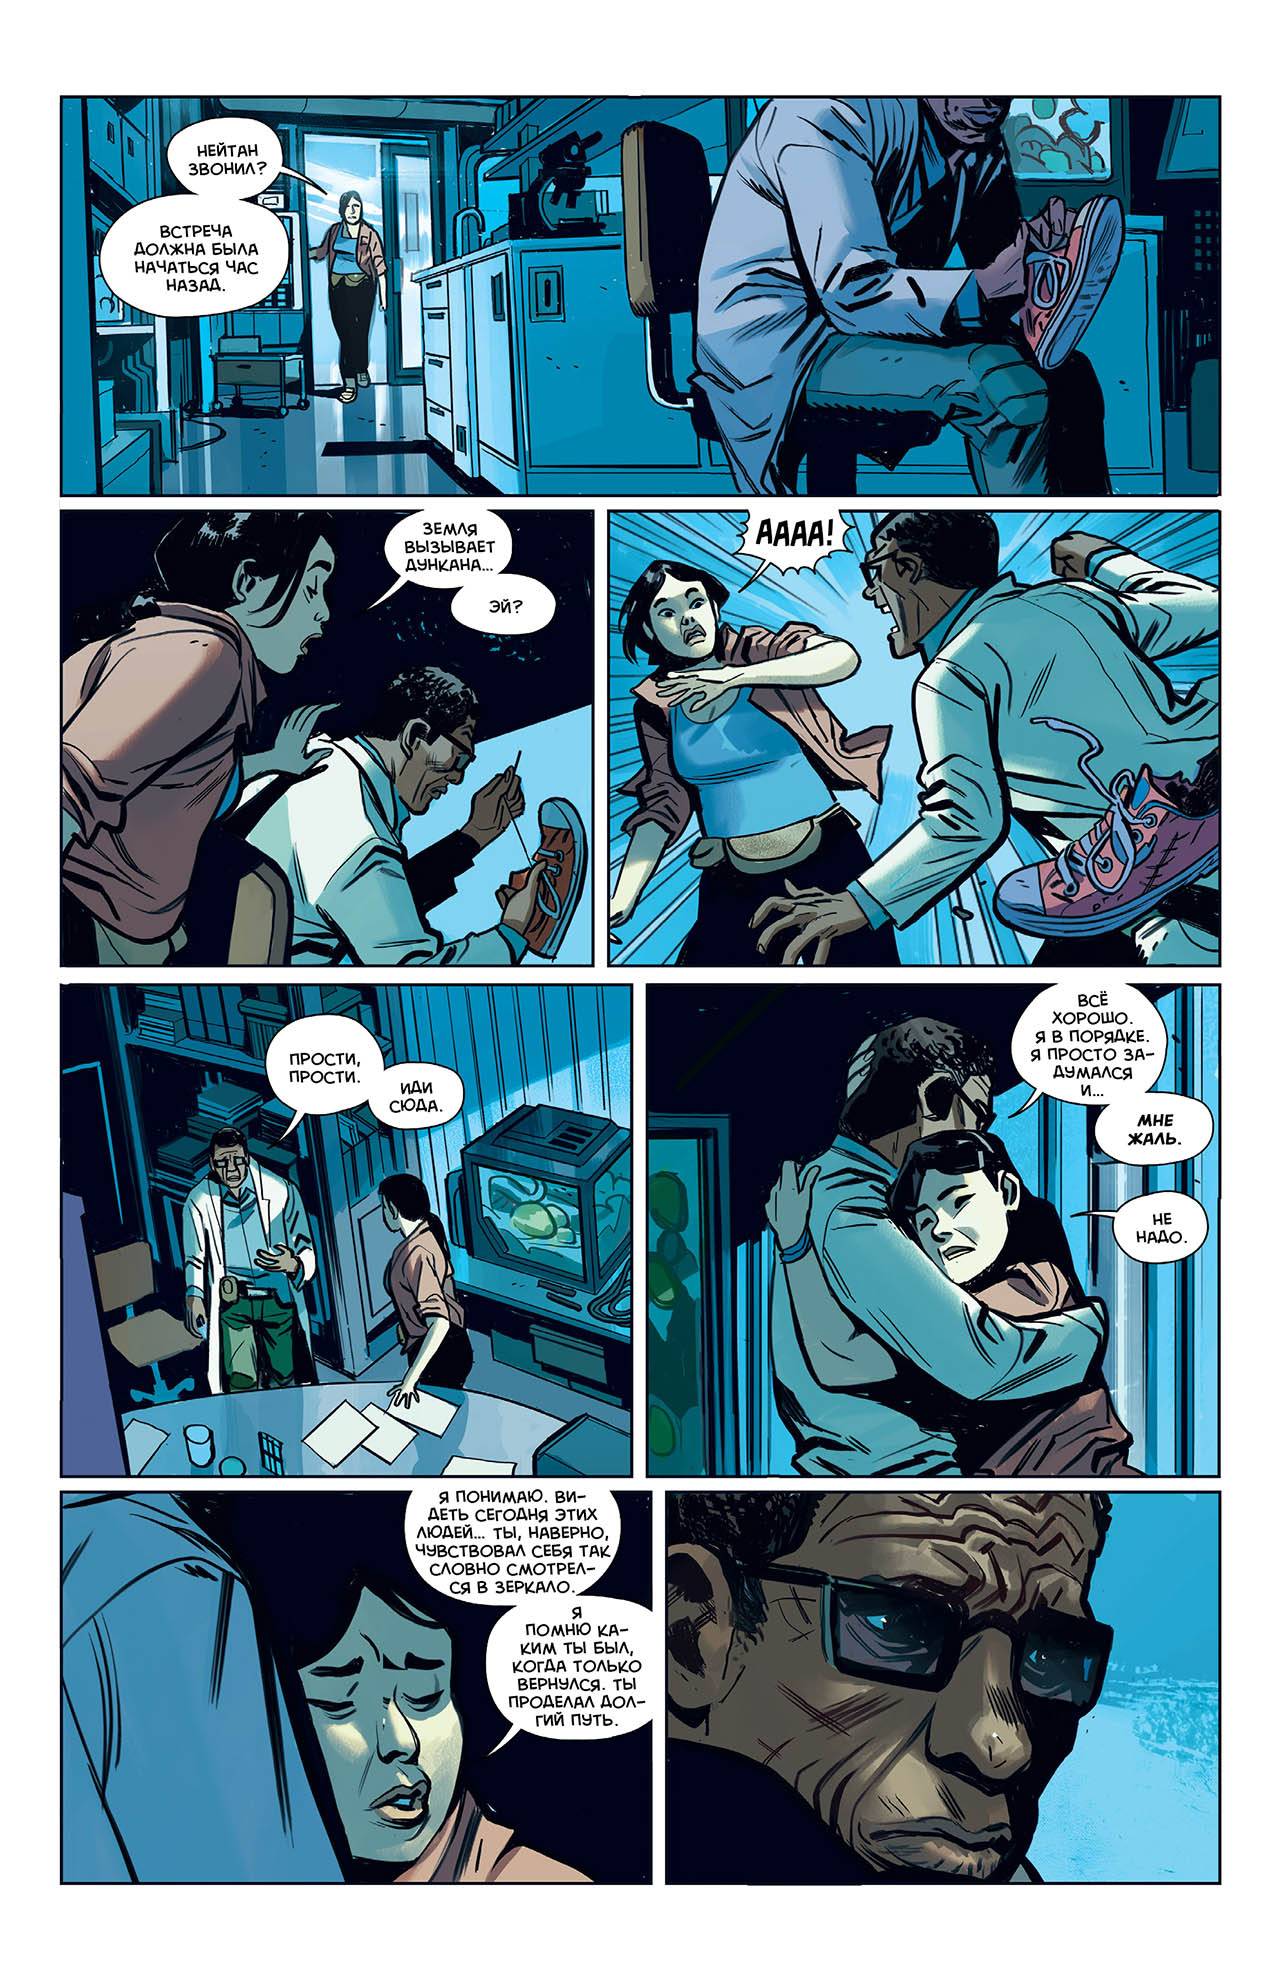 НЕЙТАН
ЗВОНИЛ?
ВСТРЕЧА
ДОЛЖНА БЫЛА
НАЧАТЬСЯ ЧАС
НАЗАД.
ЗЕМЛЯ
ВЫЗЫВАЕТ
ДУНКАНА...
ЭЙ?
АААА!
ПРОСТИ,
ПРОСТИ.
ИДИ
СЮДА.
ВСЁ
ХОРОШО.
Я В ПОРЯДКЕ.
Я ПРОСТО ЗА-
ДУМАЛСЯ
И...
МНЕ
ЖАЛЬ.
НЕ
НАДО.
Я ПОНИМАЮ. ВИ-
ДЕТЬ СЕГОДНЯ ЭТИХ
ЛЮДЕЙ... ТЫ, НАВЕРНО,
ЧУВСТВОВАЛ СЕБЯ ТАК
СЛОВНО СМОТРЕЛ-
СЯ В ЗЕРКАЛО.
Я
ПОМНЮ КА-
КИМ ТЫ БЫЛ,
КОГДА ТОЛЬКО
ВЕРНУЛСЯ. ТЫ
ПРОДЕЛАЛ ДОЛ-
ГИЙ ПУТЬ.